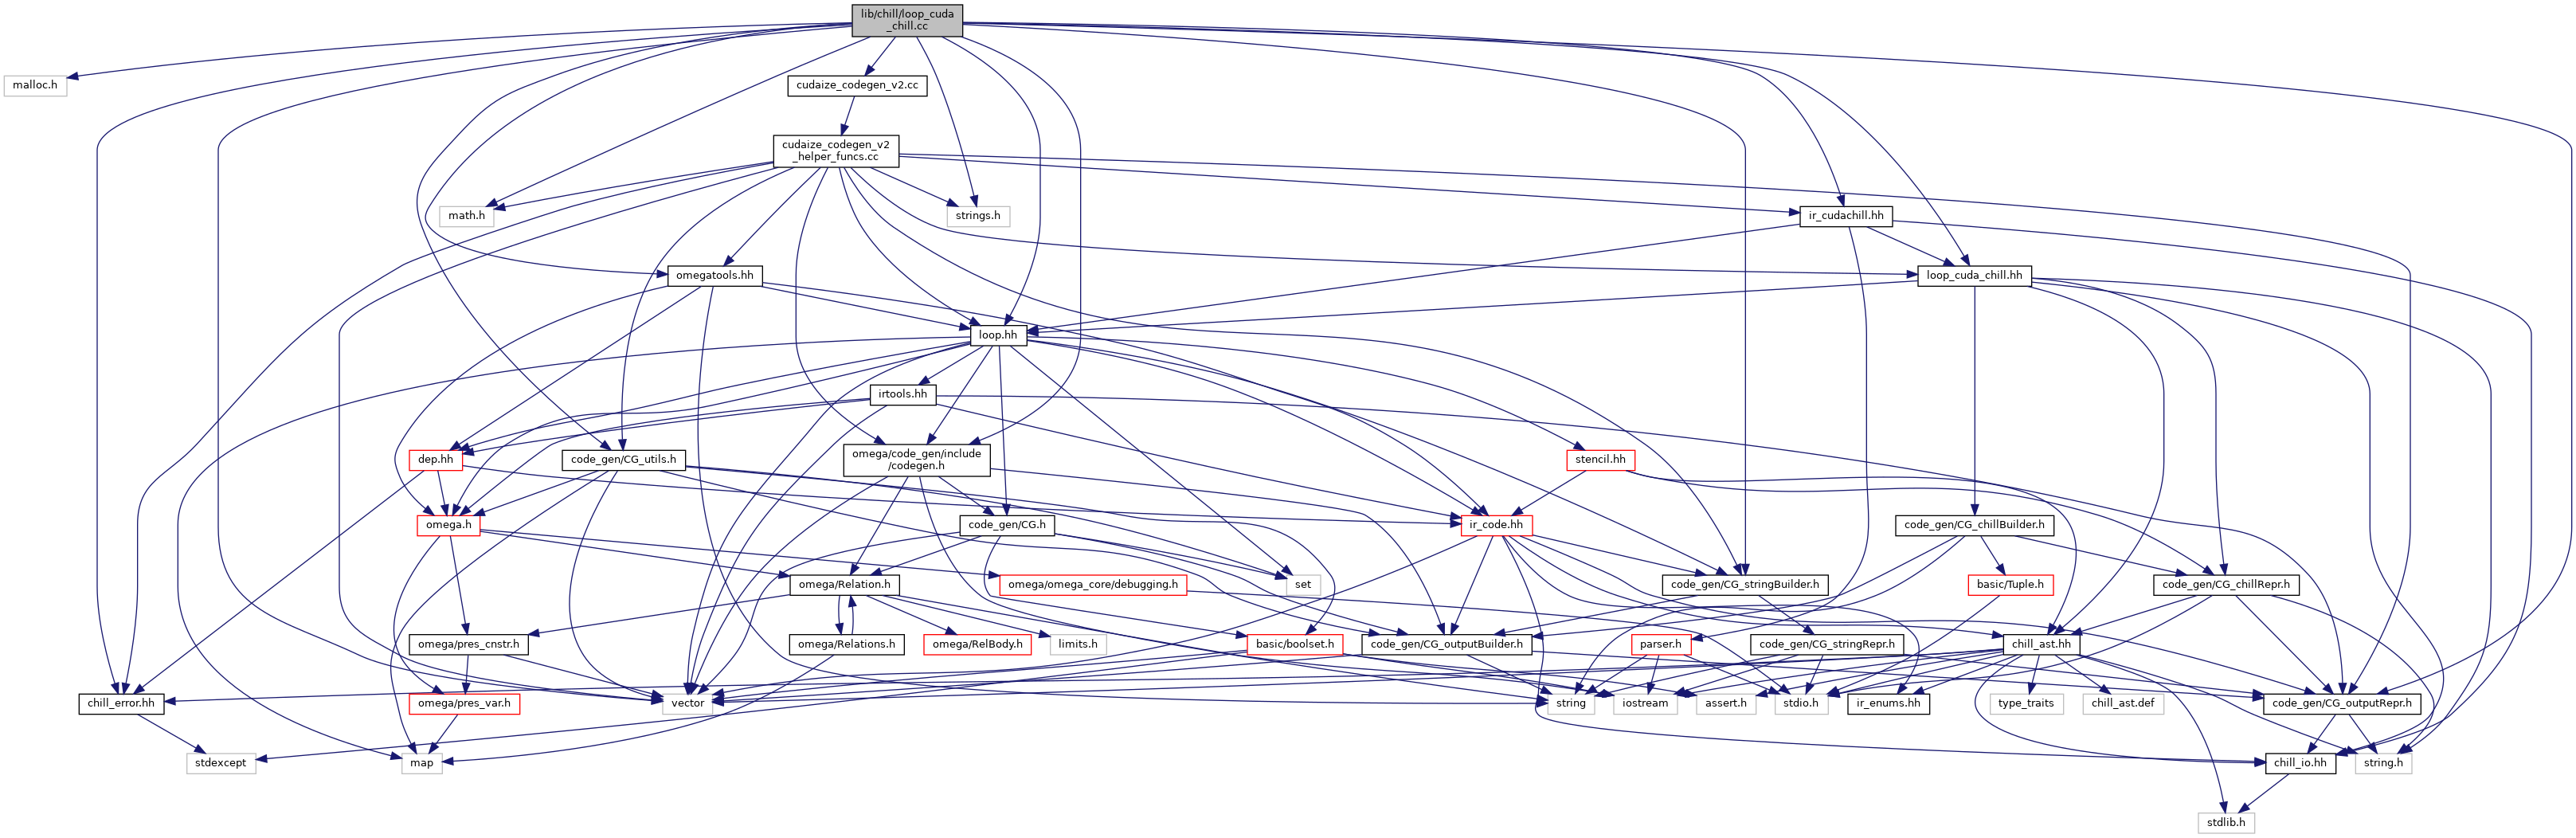 lib/chill/loop_cuda
_chill.cc
malloc.h
cudaize_codegen_v2.cc
cudaize_codegen_v2
_helper_funcs.cc
math.h
strings.h
ir_cudachill.hh
omegatools.hh
loop_cuda_chill.hh
loop.hh
irtools.hh
dep.hh
code_gen/CG_utils.h
omega/code_gen/include
/codegen.h
stencil.hh
omega.h
code_gen/CG.h
ir_code.hh
code_gen/CG_chillBuilder.h
omega/Relation.h
omega/omega_core/debugging.h
set
code_gen/CG_stringBuilder.h
basic/Tuple.h
code_gen/CG_chillRepr.h
omega/pres_cnstr.h
omega/Relations.h
omega/RelBody.h
limits.h
basic/boolset.h
code_gen/CG_outputBuilder.h
parser.h
code_gen/CG_stringRepr.h
chill_ast.hh
chill_error.hh
omega/pres_var.h
vector
string
iostream
assert.h
stdio.h
ir_enums.hh
type_traits
chill_ast.def
code_gen/CG_outputRepr.h
stdexcept
map
chill_io.hh
string.h
stdlib.h